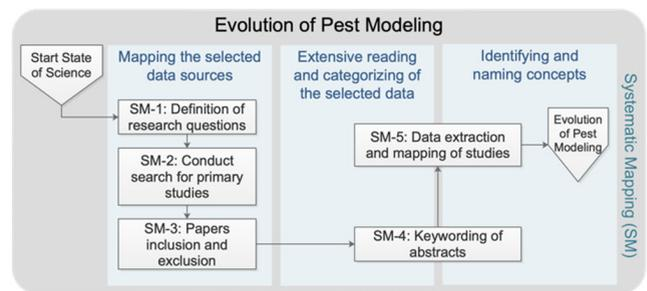 Evolution of Pest Modeling
Start State
of Science
Mapping the selected
data sources
Extensive reading
and categorizing of
the selected data
Identifying and
naming concepts
SM-1: Definition of
research questions
SM-2: Conduct
search for primary
studies
SM-3: Papers
inclusion and
exclusion
SM-4: Keywording of
abstracts
SM-5: Data extraction
and mapping of studies
Evolution
of Pest
Modeling
Systematic Mapping (SM)